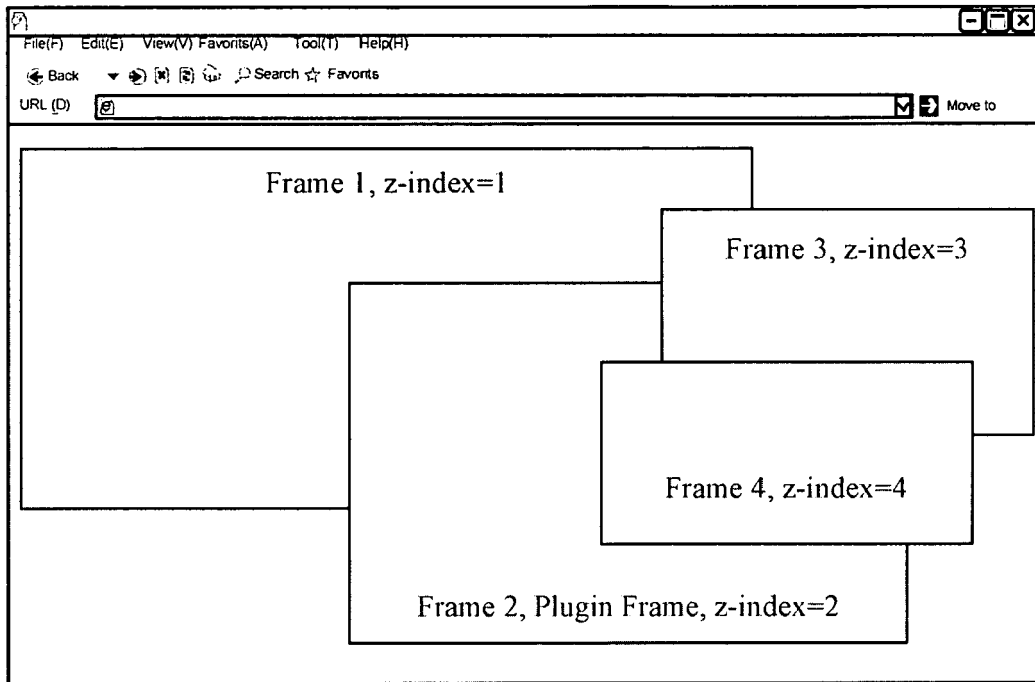 File(F) Edit(E) View(V) Favorits(A) Tool(T) Help(H)
Back Search Favorits
URL (D) Move to
Frame 1, z-index=1
Frame 3, z-index=3
Frame 4, z-index=4
Frame 2, Plugin Frame, z-index=2